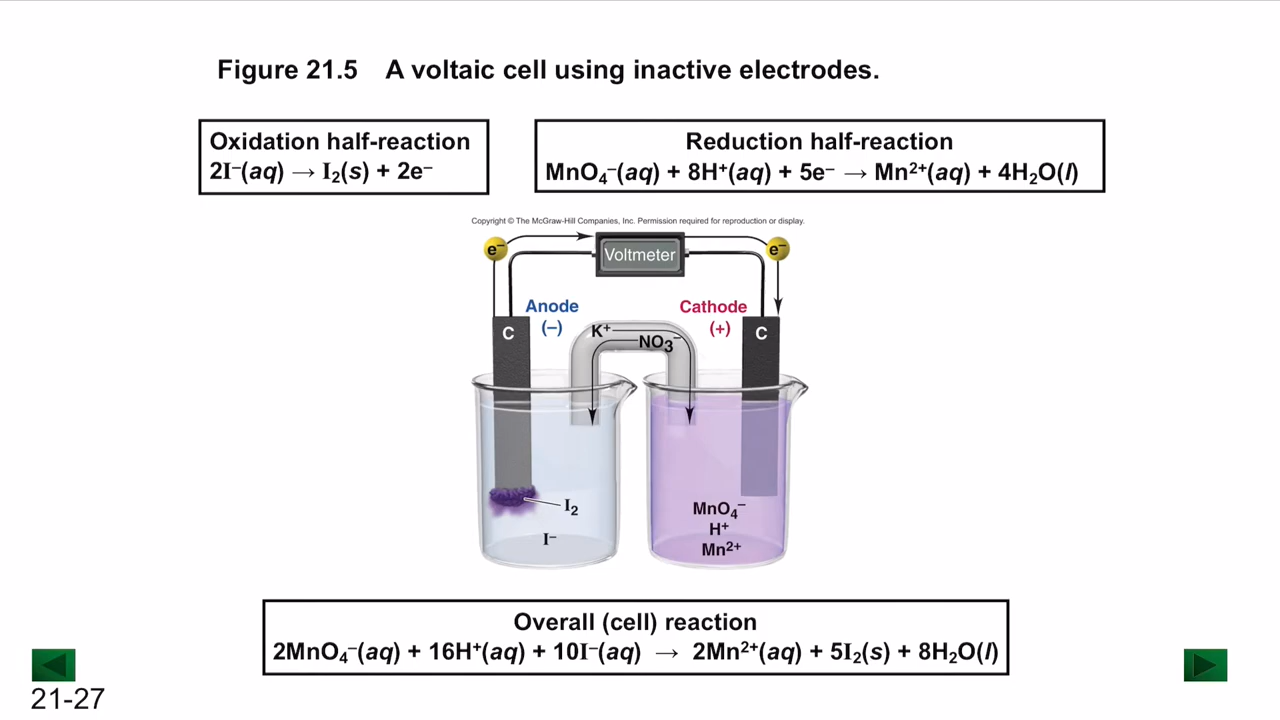 Figure 21.5 A voltaic cell using inactive electrodes.
Oxidation half-reaction
2I⁻(aq) → I₂(s) + 2e⁻
Reduction half-reaction
MnO₄⁻(aq) + 8H⁺(aq) + 5e⁻ → Mn²⁺(aq) + 4H₂O(l)
Copyright © The McGraw-Hill Companies, Inc. Permission required for reproduction or display.
e⁻
Voltmeter
e⁻
Anode
(–)
Cathode
(+)
C
K⁺
NO₃⁻
C
I₂
I⁻
MnO₄⁻
H⁺
Mn²⁺
Overall (cell) reaction
2MnO₄⁻(aq) + 16H⁺(aq) + 10I⁻(aq) → 2Mn²⁺(aq) + 5I₂(s) + 8H₂O(l)
21-27